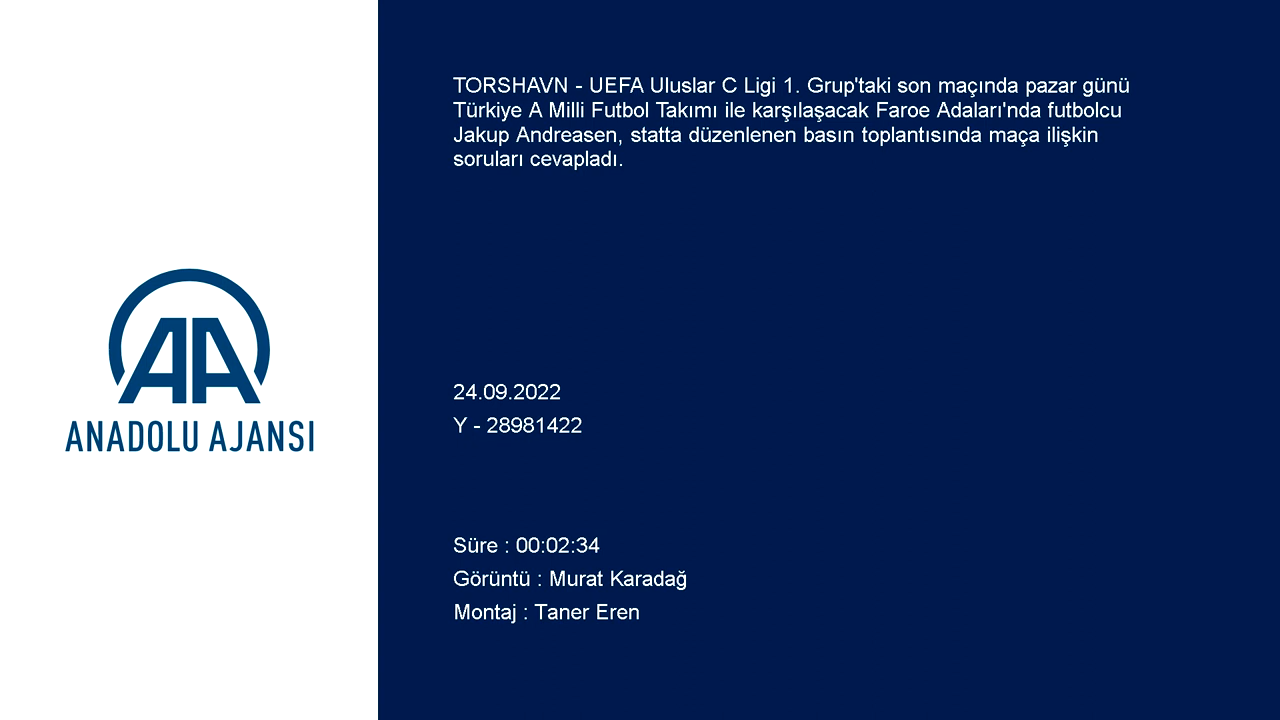 TORSHAVN - UEFA Uluslar C Ligi 1. Grup'taki son maçında pazar günü
Türkiye A Milli Futbol Takımı ile karşılaşacak Faroe Adaları'nda futbolcu
Jakup Andreasen, statta düzenlenen basın toplantısında maça ilişkin
soruları cevapladı.
AA
ANADOLU AJANSI
24.09.2022
Y - 28981422
Süre : 00:02:34
Görüntü : Murat Karadağ
Montaj : Taner Eren